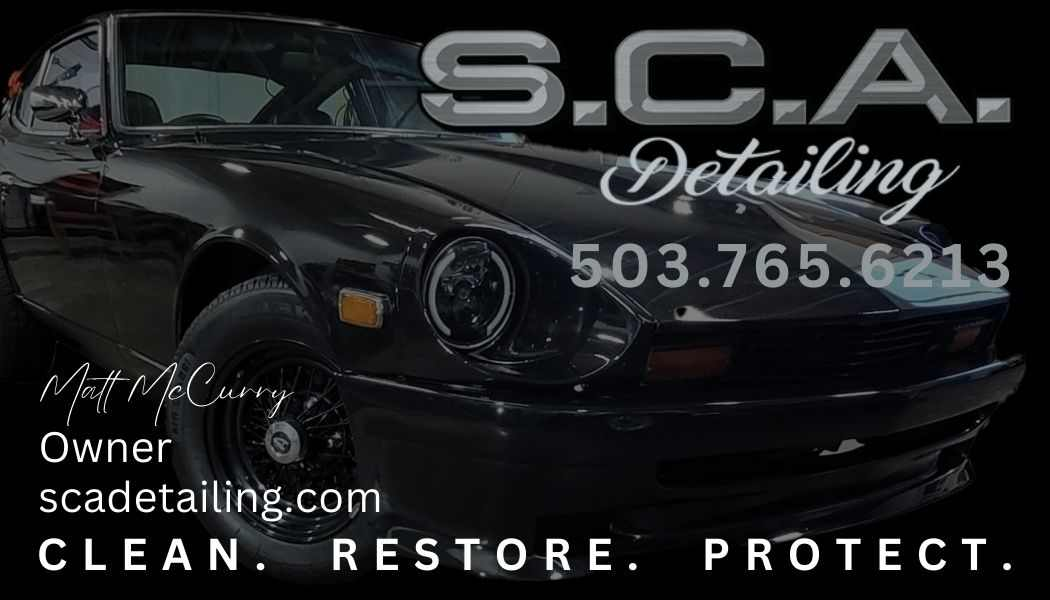 S.C.A.
Detailing
503.765.6213
Matt McCurry
Owner
scadetailing.com
CLEAN. RESTORE. PROTECT.